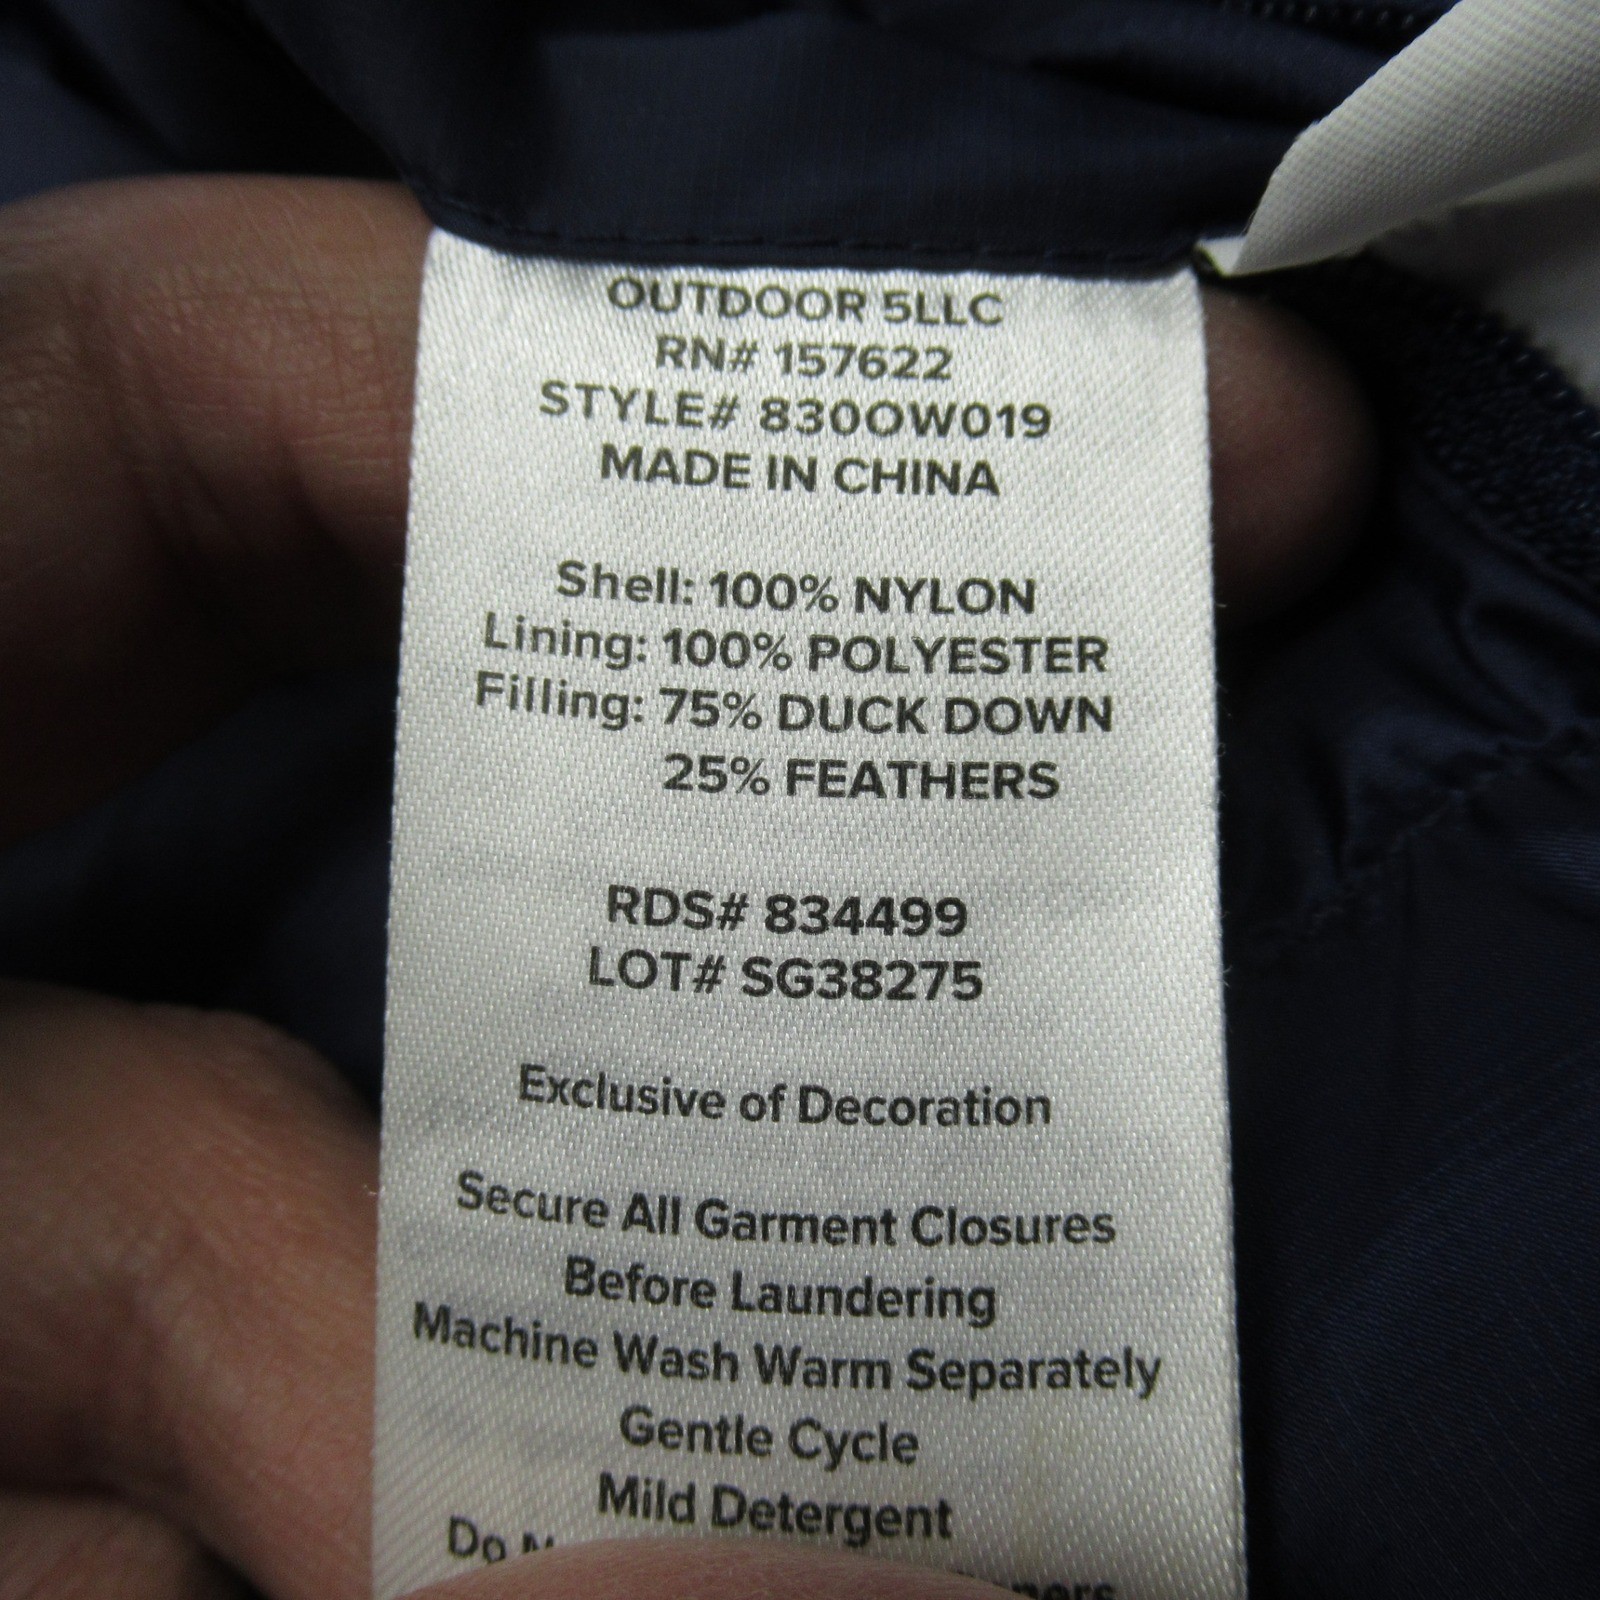 OUTDOOR 5LLC
RN# 157622
STYLE# 830OW019
MADE IN CHINA
Shell: 100% NYLON
Lining: 100% POLYESTER
Filling: 75% DUCK DOWN
25% FEATHERS
RDS# 834499
LOT# SG38275
Exclusive of Decoration
Secure All Garment Closures
Before Laundering
Machine Wash Warm Separately
Gentle Cycle
Mild Detergent
Do